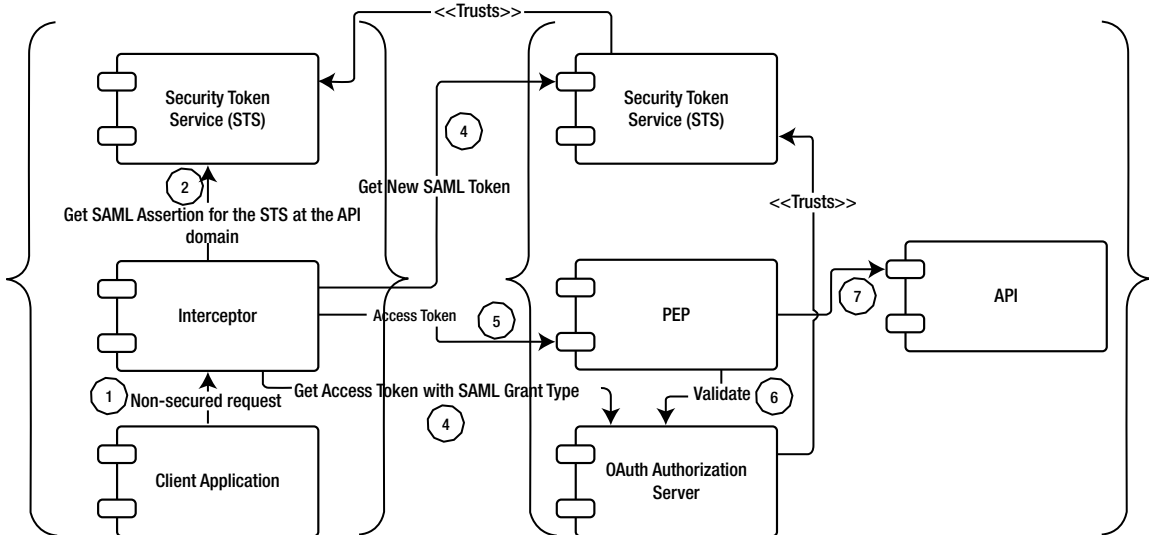 <<Trusts>>
Security Token
Service (STS)
Security Token
Service (STS)
4
2
Get New SAML Token
Get SAML Assertion for the STS at the API
domain
<<Trusts>>
Interceptor
Access Token
5
PEP
7
API
1
Non-secured request
Get Access Token with SAML Grant Type
4
Validate
6
Client Application
OAuth Authorization
Server